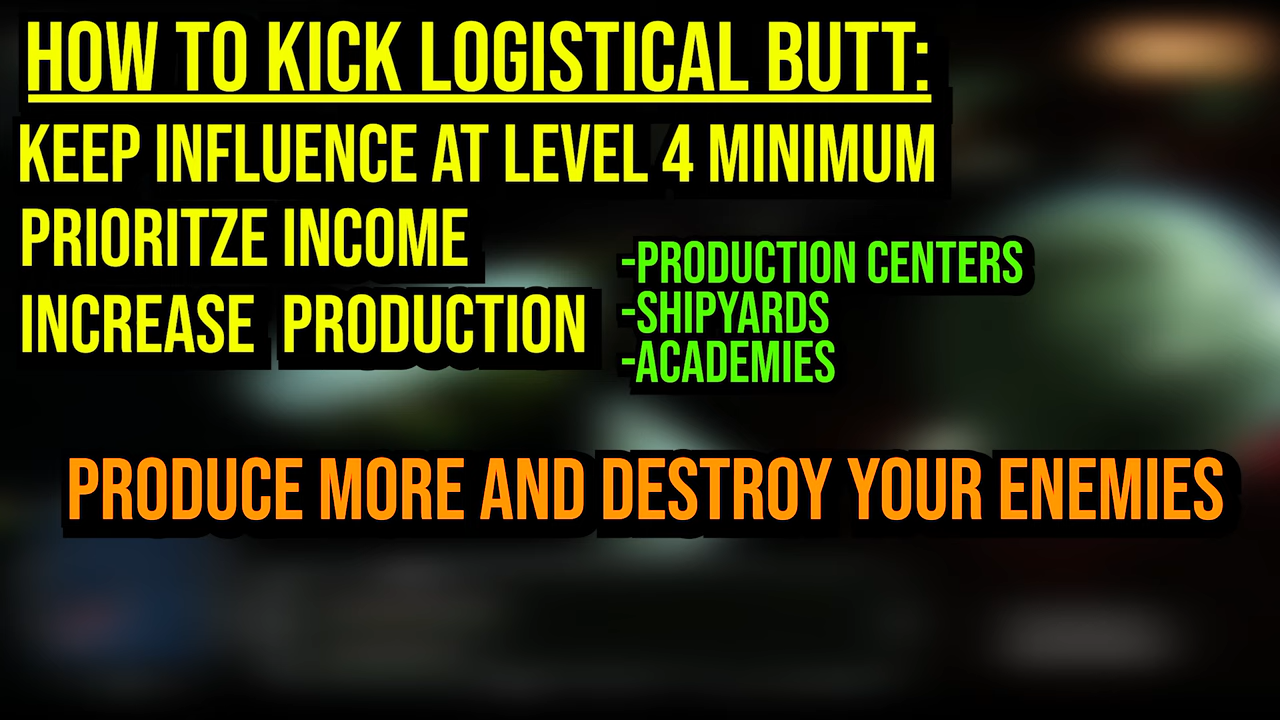 HOW TO KICK LOGISTICAL BUTT:
KEEP INFLUENCE AT LEVEL 4 MINIMUM
PRIORITZE INCOME
INCREASE PRODUCTION
-PRODUCTION CENTERS
-SHIPYARDS
-ACADEMIES
PRODUCE MORE AND DESTROY YOUR ENEMIES